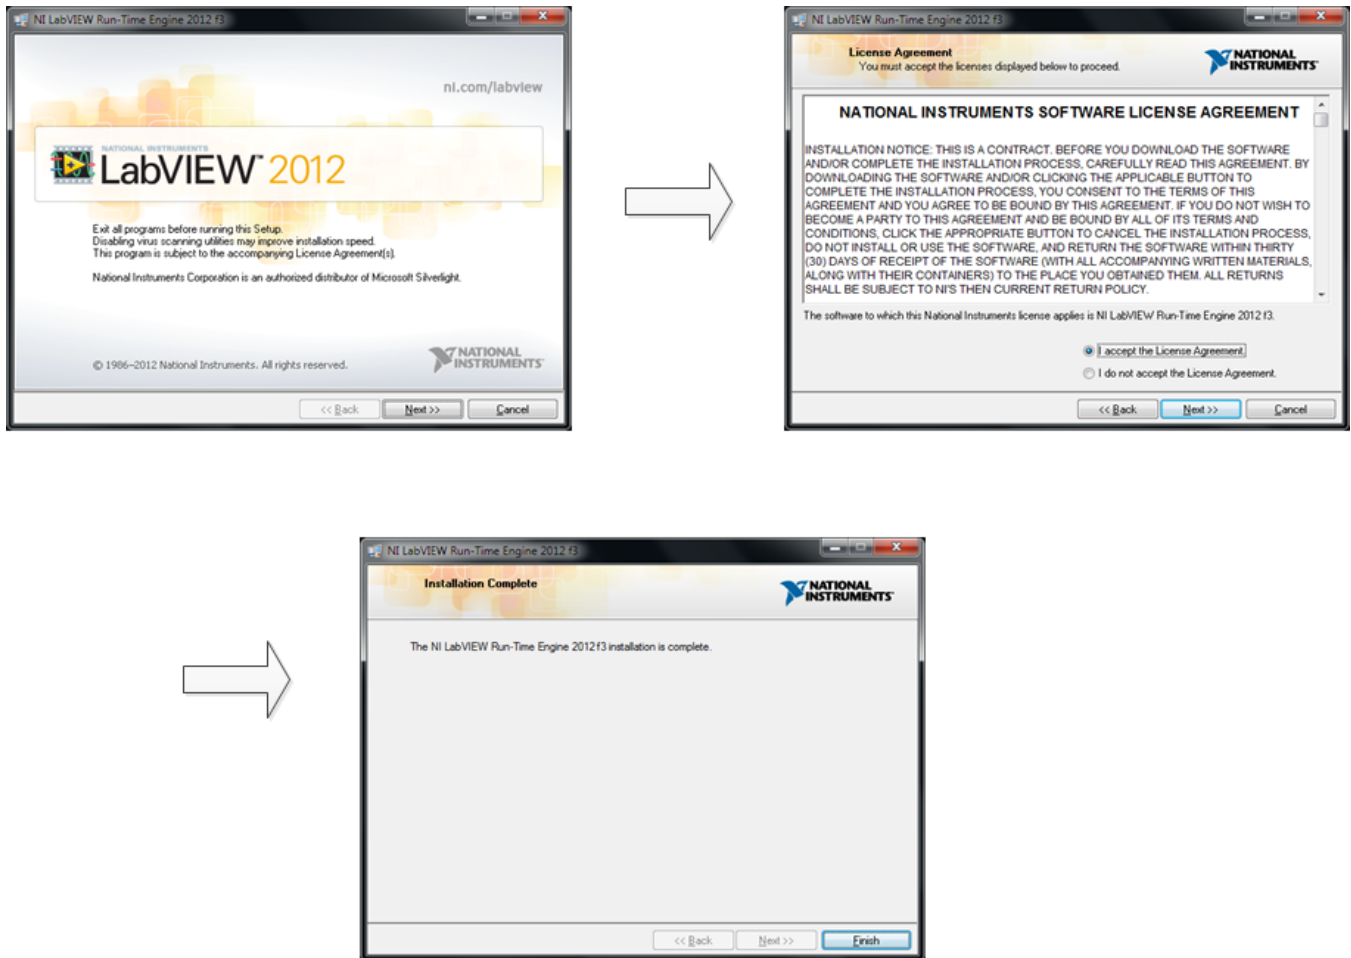 NI LabVIEW Run-Time Engine 2012 f3
ni.com/labview
NATIONAL INSTRUMENTS
LabVIEW™ 2012
Exit all programs before running this Setup.
Disabling virus scanning utilities may improve installation speed.
This program is subject to the accompanying License Agreement(s).
National Instruments Corporation is an authorized distributor of Microsoft Silverlight.
© 1986–2012 National Instruments. All rights reserved.
NATIONAL
INSTRUMENTS™
<< Back Next >> Cancel
NI LabVIEW Run-Time Engine 2012 f3
License Agreement
You must accept the licenses displayed below to proceed.
NATIONAL
INSTRUMENTS™
NATIONAL INSTRUMENTS SOFTWARE LICENSE AGREEMENT
INSTALLATION NOTICE: THIS IS A CONTRACT. BEFORE YOU DOWNLOAD THE SOFTWARE
AND/OR COMPLETE THE INSTALLATION PROCESS, CAREFULLY READ THIS AGREEMENT. BY
DOWNLOADING THE SOFTWARE AND/OR CLICKING THE APPLICABLE BUTTON TO
COMPLETE THE INSTALLATION PROCESS, YOU CONSENT TO THE TERMS OF THIS
AGREEMENT AND YOU AGREE TO BE BOUND BY THIS AGREEMENT. IF YOU DO NOT WISH TO
BECOME A PARTY TO THIS AGREEMENT AND BE BOUND BY ALL OF ITS TERMS AND
CONDITIONS, CLICK THE APPROPRIATE BUTTON TO CANCEL THE INSTALLATION PROCESS,
DO NOT INSTALL OR USE THE SOFTWARE, AND RETURN THE SOFTWARE WITHIN THIRTY
(30) DAYS OF RECEIPT OF THE SOFTWARE (WITH ALL ACCOMPANYING WRITTEN MATERIALS,
ALONG WITH THEIR CONTAINERS) TO THE PLACE YOU OBTAINED THEM. ALL RETURNS
SHALL BE SUBJECT TO NI'S THEN CURRENT RETURN POLICY.
The software to which this National Instruments license applies is NI LabVIEW Run-Time Engine 2012 f3.
I accept the License Agreement.
I do not accept the License Agreement.
<< Back Next >> Cancel
NI LabVIEW Run-Time Engine 2012 f3
Installation Complete
NATIONAL
INSTRUMENTS™
The NI LabVIEW Run-Time Engine 2012 f3 installation is complete.
<< Back Next >> Finish